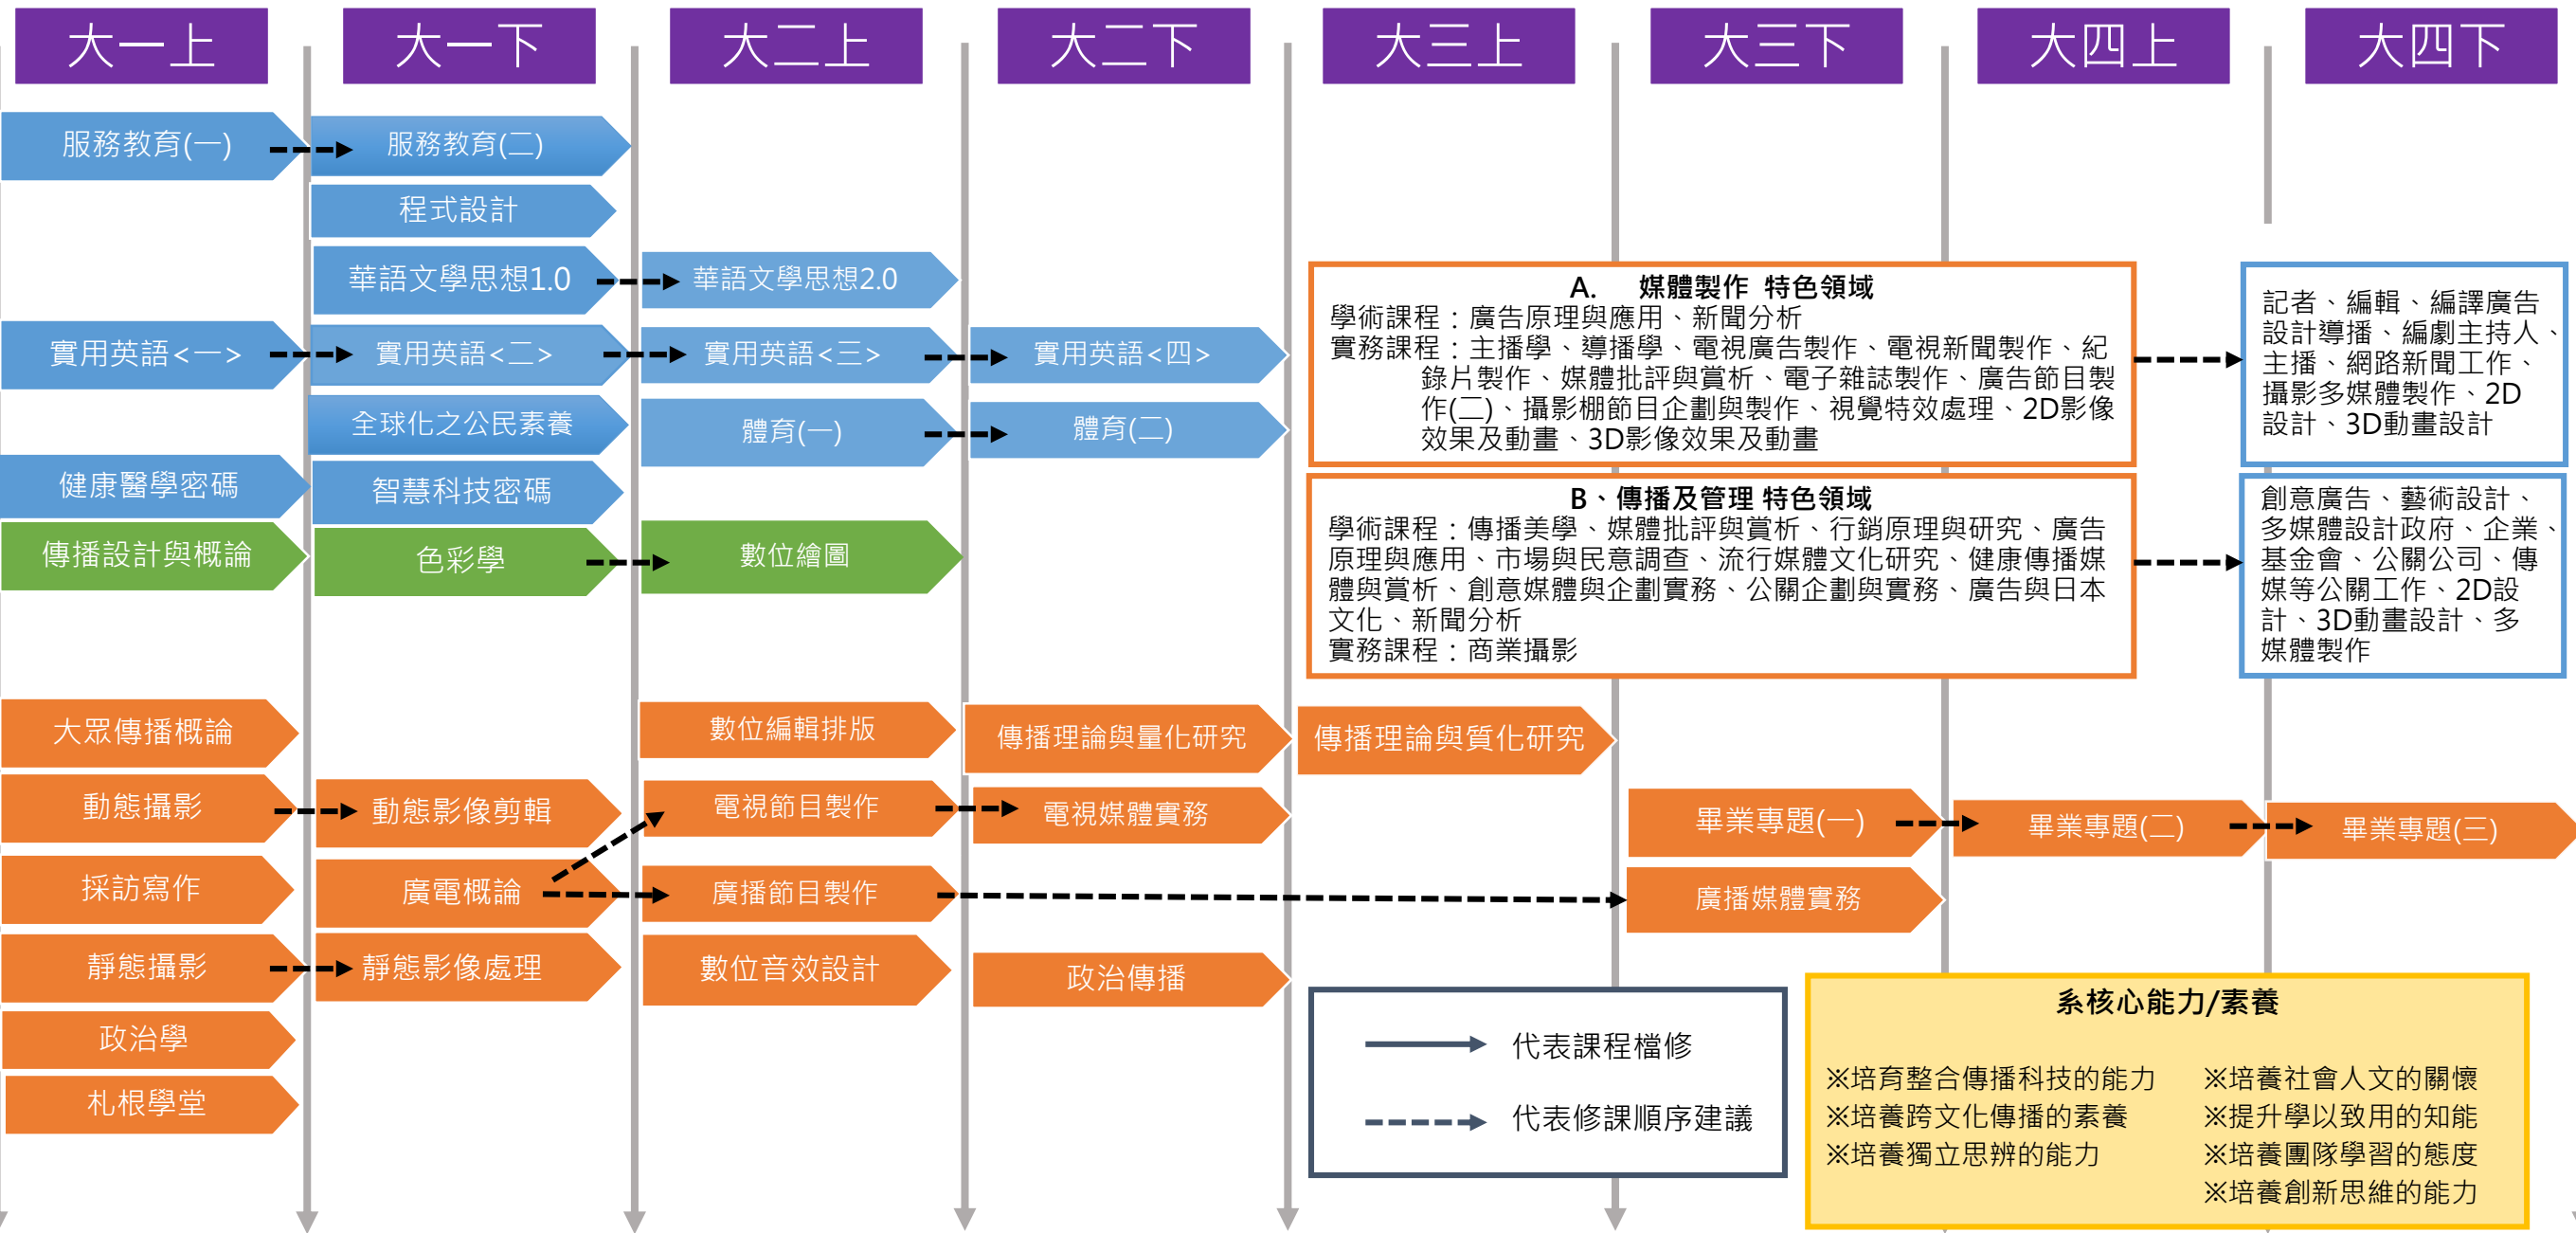 大一上
大一下
大二上
大二下
大三上
大三下
大四上
大四下
服務教育(一)
服務教育(二)
程式設計
華語文學思想1.0
華語文學思想2.0
實用英語<一>
實用英語<二>
實用英語<三>
實用英語<四>
全球化之公民素養
體育(一)
體育(二)
健康醫學密碼
智慧科技密碼
傳播設計與概論
色彩學
數位繪圖
A. 媒體製作 特色領域
學術課程：廣告原理與應用、新聞分析
實務課程：主播學、導播學、電視廣告製作、電視新聞製作、紀
錄片製作、媒體批評與賞析、電子雜誌製作、廣告節目製
作(二)、攝影棚節目企劃與製作、視覺特效處理、2D影像
效果及動畫、3D影像效果及動畫
記者、編輯、編譯廣告
設計導播、編劇主持人、
主播、網路新聞工作、
攝影多媒體製作、2D
設計、3D動畫設計
B、傳播及管理 特色領域
學術課程：傳播美學、媒體批評與賞析、行銷原理與研究、廣告
原理與應用、市場與民意調查、流行媒體文化研究、健康傳播媒
體與賞析、創意媒體與企劃實務、公關企劃與實務、廣告與日本
文化、新聞分析
實務課程：商業攝影
創意廣告、藝術設計、
多媒體設計政府、企業、
基金會、公關公司、傳
媒等公關工作、2D設
計、3D動畫設計、多
媒體製作
大眾傳播概論
數位編輯排版
傳播理論與量化研究
傳播理論與質化研究
動態攝影
動態影像剪輯
電視節目製作
電視媒體實務
畢業專題(一)
畢業專題(二)
畢業專題(三)
採訪寫作
廣電概論
廣播節目製作
廣播媒體實務
靜態攝影
靜態影像處理
數位音效設計
政治傳播
政治學
札根學堂
代表課程檔修
代表修課順序建議
系核心能力/素養
※培育整合傳播科技的能力
※培養跨文化傳播的素養
※培養獨立思辨的能力
※培養社會人文的關懷
※提升學以致用的知能
※培養團隊學習的態度
※培養創新思維的能力